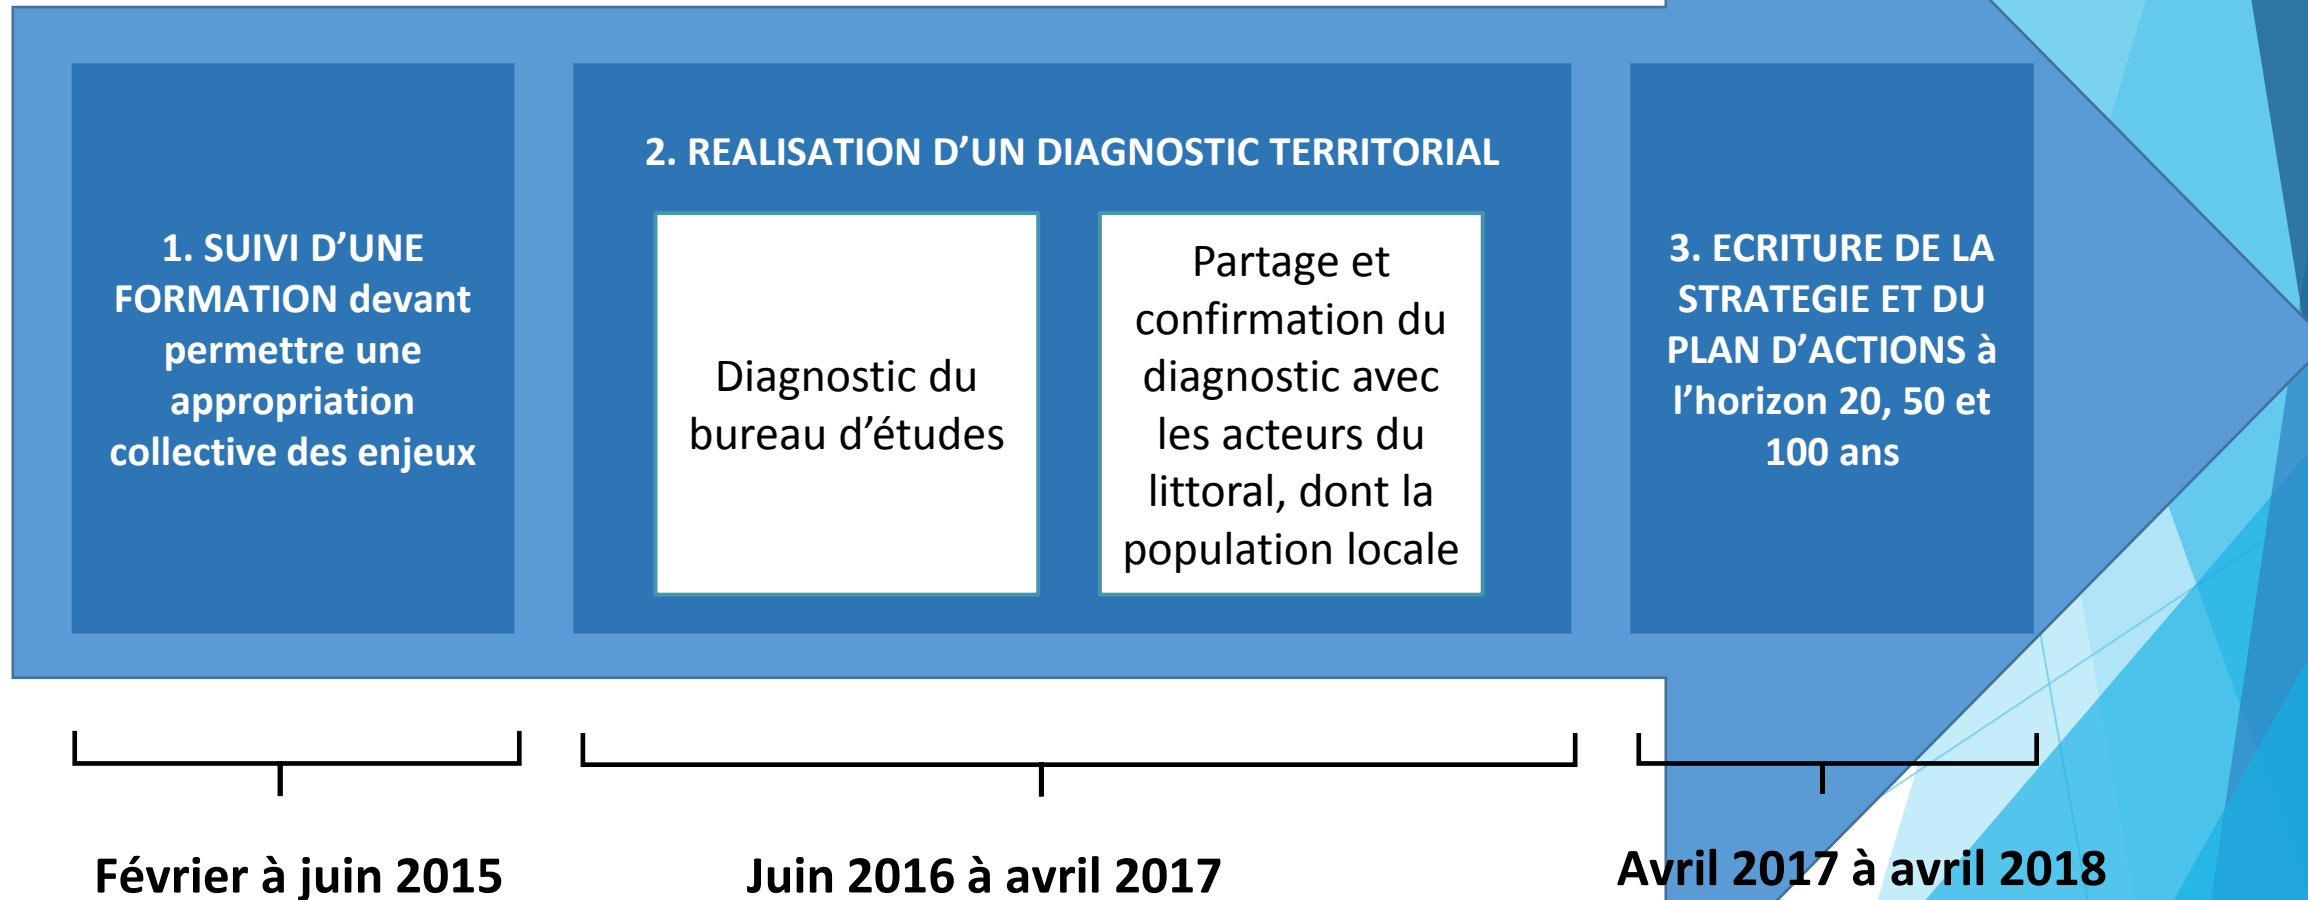 1. SUIVI D’UNE
FORMATION devant
permettre une
appropriation
collective des enjeux
2. REALISATION D’UN DIAGNOSTIC TERRITORIAL
Diagnostic du
bureau d’études
Partage et
confirmation du
diagnostic avec
les acteurs du
littoral, dont la
population locale
3. ECRITURE DE LA
STRATEGIE ET DU
PLAN D’ACTIONS à
l’horizon 20, 50 et
100 ans
Février à juin 2015
Juin 2016 à avril 2017
Avril 2017 à avril 2018